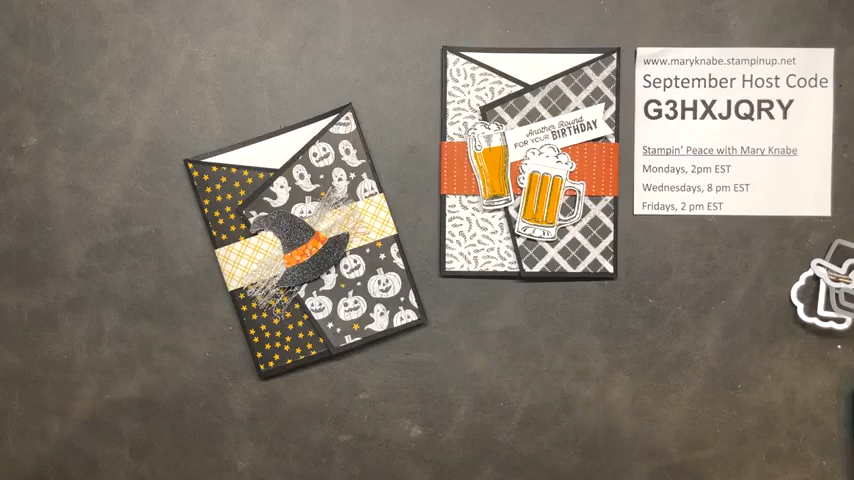 www.maryknabe.stampinup.net
September Host Code
G3HXJQRY
Stampin' Peace with Mary Knabe
Mondays, 2pm EST
Wednesdays, 8 pm EST
Fridays, 2 pm EST
Another Round
FOR YOUR BIRTHDAY